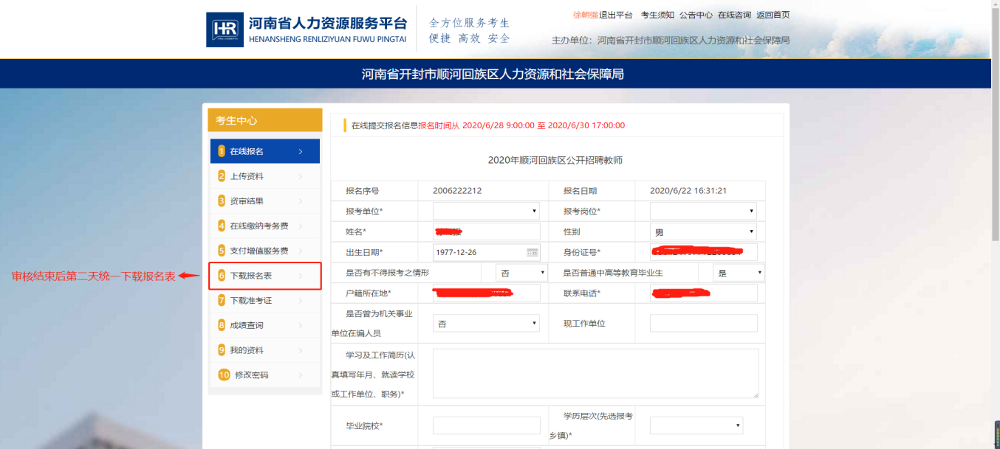 徐朝强退出平台 考生须知 公告中心 在线咨询 返回首页
HR
河南省人力资源服务平台
HENANSHENG RENLIZIYUAN FUWU PINGTAI
全方位服务考生
便捷 高效 安全
主办单位：河南省开封市顺河回族区人力资源和社会保障局
河南省开封市顺河回族区人力资源和社会保障局
考生中心
1 在线报名
2 上传资料
3 资审结果
4 在线缴纳考务费
5 支付增值服务费
6 下载报名表
7 下载准考证
8 成绩查询
9 我的资料
10 修改密码
审核结束后第二天统一下载报名表
在线提交报名信息报名时间从 2020/6/28 9:00:00 至 2020/6/30 17:00:00
2020年顺河回族区公开招聘教师
报名序号 2006222212 报名日期 2020/6/22 16:31:21
报考单位* 报考岗位*
姓名* 性别 男
出生日期* 1977-12-26 身份证号*
是否有不得报考之情形 否 是否普通中高等教育毕业生 是
户籍所在地* 联系电话*
是否曾为机关事业
单位在编人员 否 现工作单位
学习及工作简历(认
真填写年月、就读学校
或工作单位、职务)*
毕业院校* 学历层次(先选报考
乡镇)*